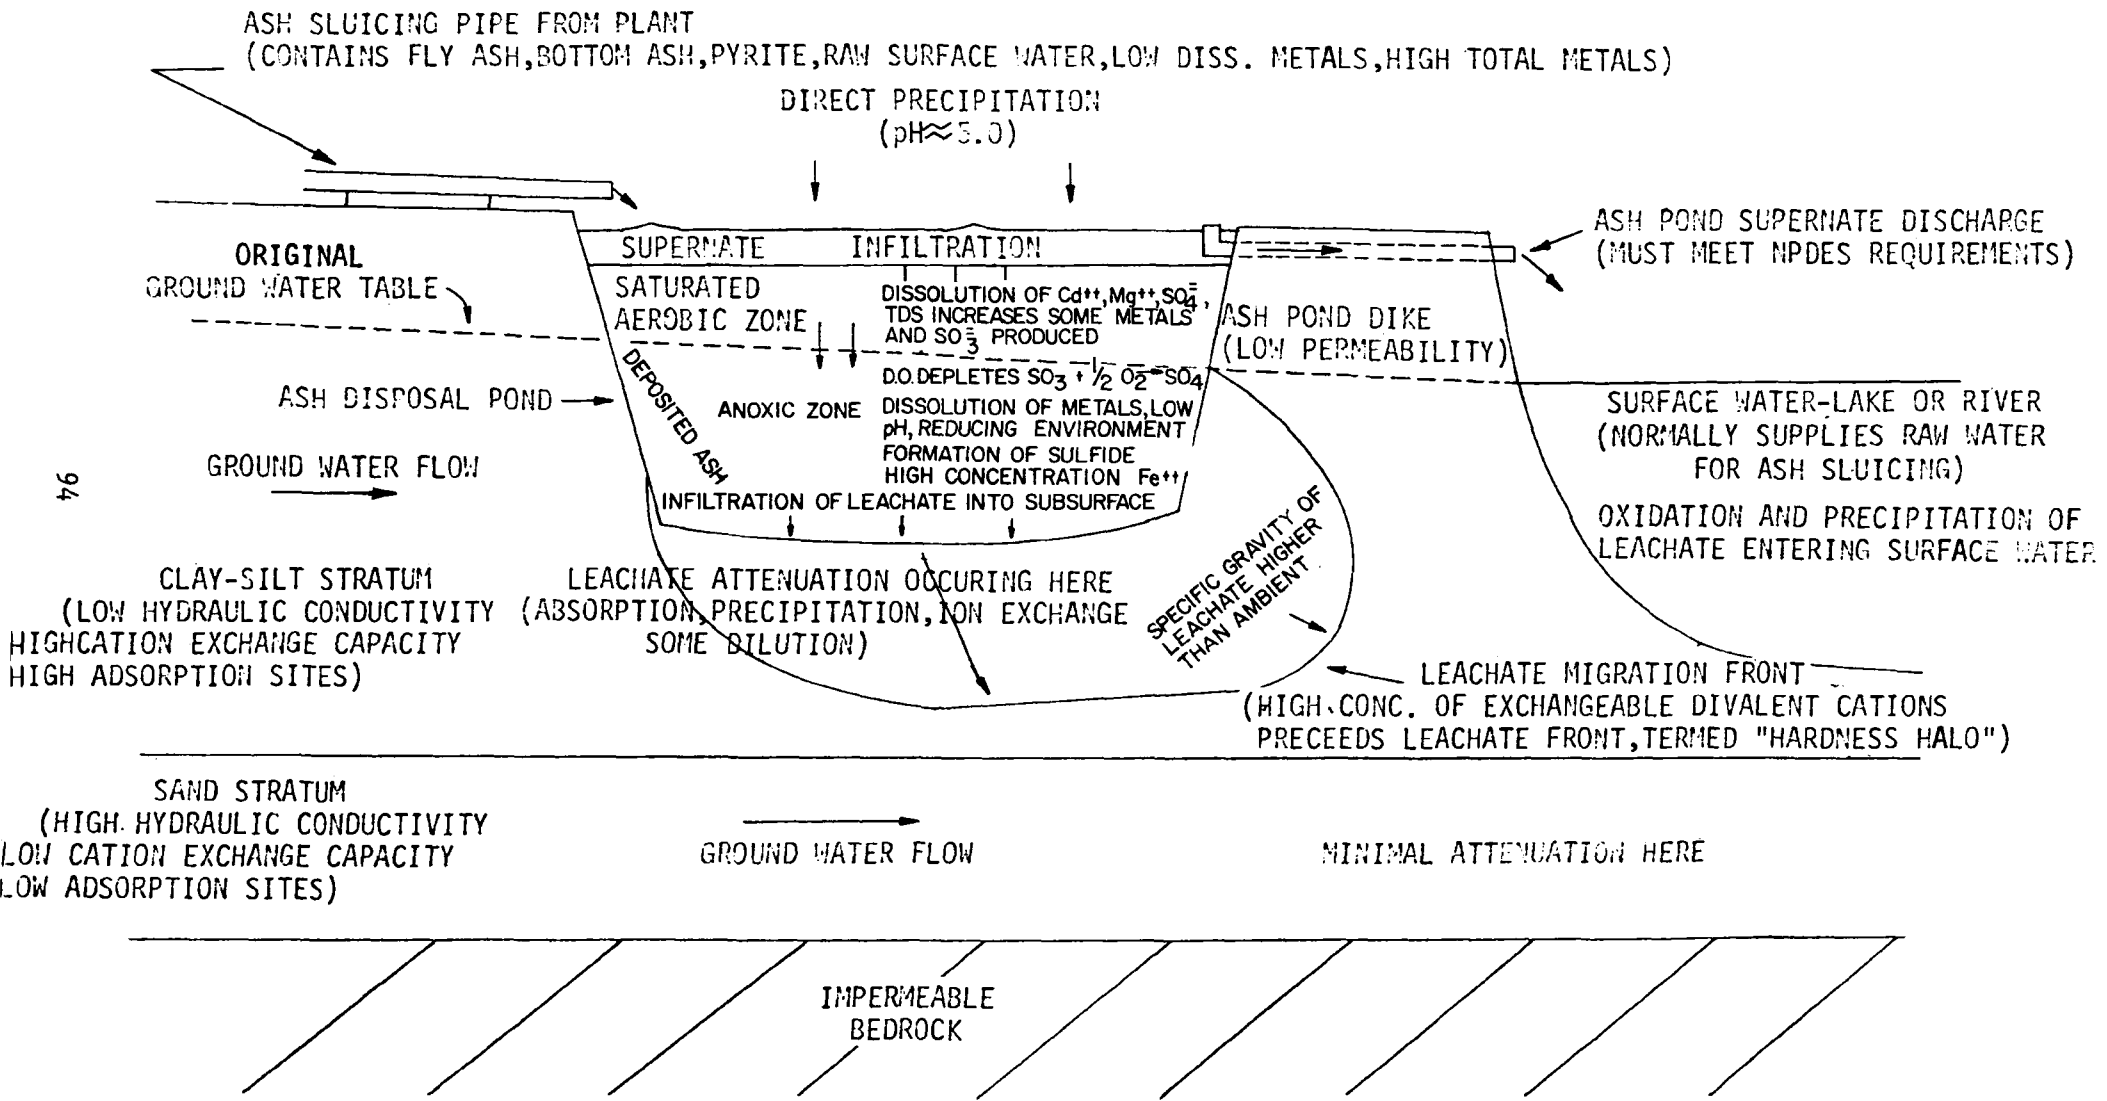 ASH SLUICING PIPE FROM PLANT
(CONTAINS FLY ASH,BOTTOM ASH,PYRITE,RAW SURFACE WATER,LOW DISS. METALS,HIGH TOTAL METALS)
DIRECT PRECIPITATION
(pH≈5.0)
ASH POND SUPERNATE DISCHARGE
(MUST MEET NPDES REQUIREMENTS)
SUPERNATE
INFILTRATION
ORIGINAL
GROUND WATER TABLE
SATURATED
AEROBIC ZONE
DISSOLUTION OF Cd⁺⁺,Mg⁺⁺,SO₄⁼,
TDS INCREASES SOME METALS
AND SO₃⁼ PRODUCED
ASH POND DIKE
(LOW PERMEABILITY)
DEPOSITED ASH
D.O. DEPLETES SO₃⁻ + ½ O₂→SO₄⁻
ASH DISPOSAL POND
ANOXIC ZONE
DISSOLUTION OF METALS,LOW
pH, REDUCING ENVIRONMENT
FORMATION OF SULFIDE
HIGH CONCENTRATION Fe⁺⁺
INFILTRATION OF LEACHATE INTO SUBSURFACE
SURFACE WATER-LAKE OR RIVER
(NORMALLY SUPPLIES RAW WATER
FOR ASH SLUICING)
OXIDATION AND PRECIPITATION OF
LEACHATE ENTERING SURFACE WATER
GROUND WATER FLOW
94
CLAY-SILT STRATUM
(LOW HYDRAULIC CONDUCTIVITY
HIGHCATION EXCHANGE CAPACITY
HIGH ADSORPTION SITES)
LEACHATE ATTENUATION OCCURING HERE
(ABSORPTION,PRECIPITATION,ION EXCHANGE
SOME DILUTION)
SPECIFIC GRAVITY OF
LEACHATE HIGHER
THAN AMBIENT
LEACHATE MIGRATION FRONT
(HIGH CONC. OF EXCHANGEABLE DIVALENT CATIONS
PRECEEDS LEACHATE FRONT,TERMED "HARDNESS HALO")
SAND STRATUM
(HIGH HYDRAULIC CONDUCTIVITY
LOW CATION EXCHANGE CAPACITY
LOW ADSORPTION SITES)
GROUND WATER FLOW
MINIMAL ATTENUATION HERE
IMPERMEABLE
BEDROCK